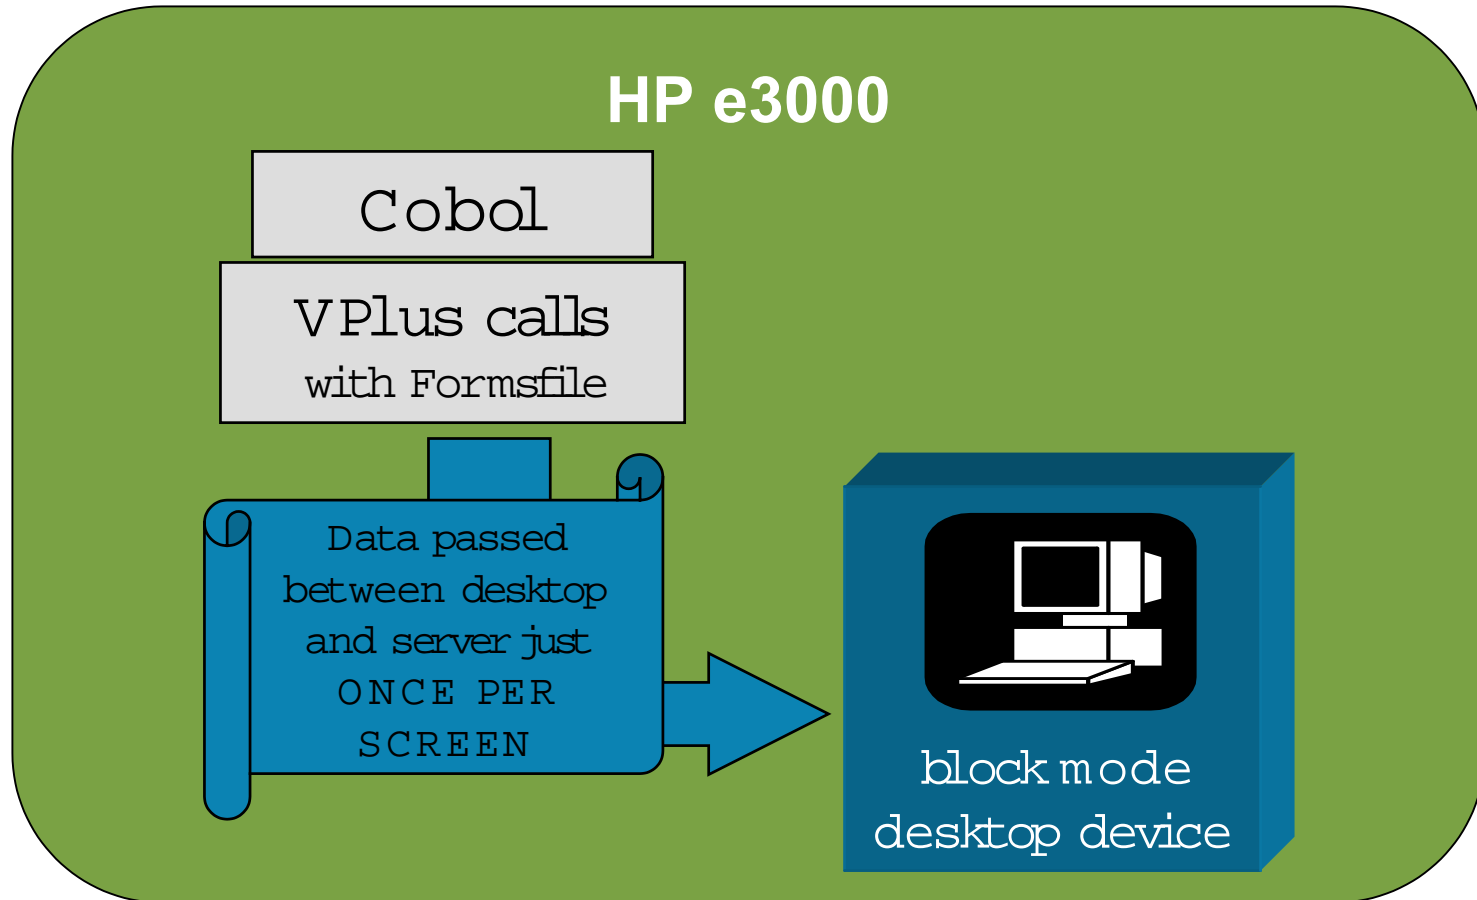 HP e3000
Cobol
VPlus calls
with Formsfile
Data passed
between desktop
and server just
ONCE PER
SCREEN
block mode
desktop device